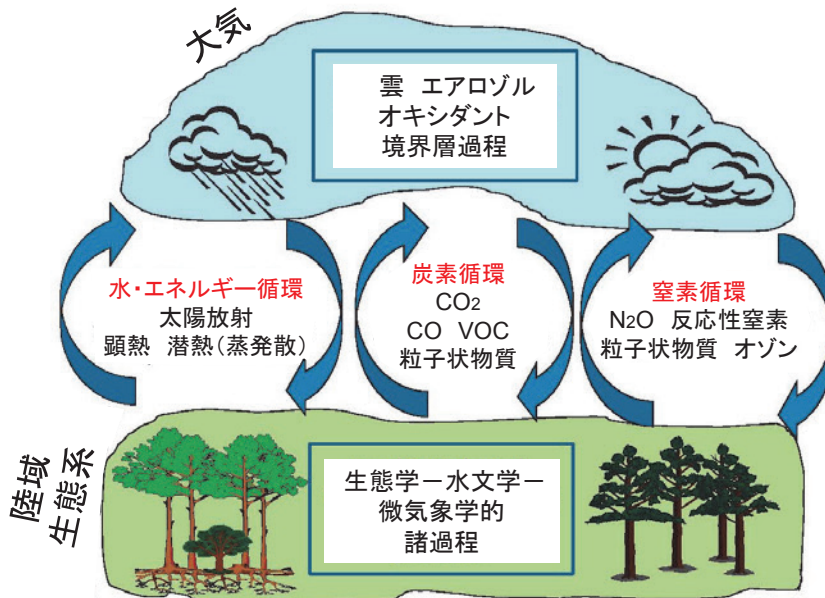 大気
雲 エアロゾル
オキシダント
境界層過程
水・エネルギー循環
太陽放射
顕熱 潜熱(蒸発散)
炭素循環
CO2
CO VOC
粒子状物質
窒素循環
N2O 反応性窒素
粒子状物質 オゾン
陸域
生態系
生態学－水文学－
微気象学的
諸過程